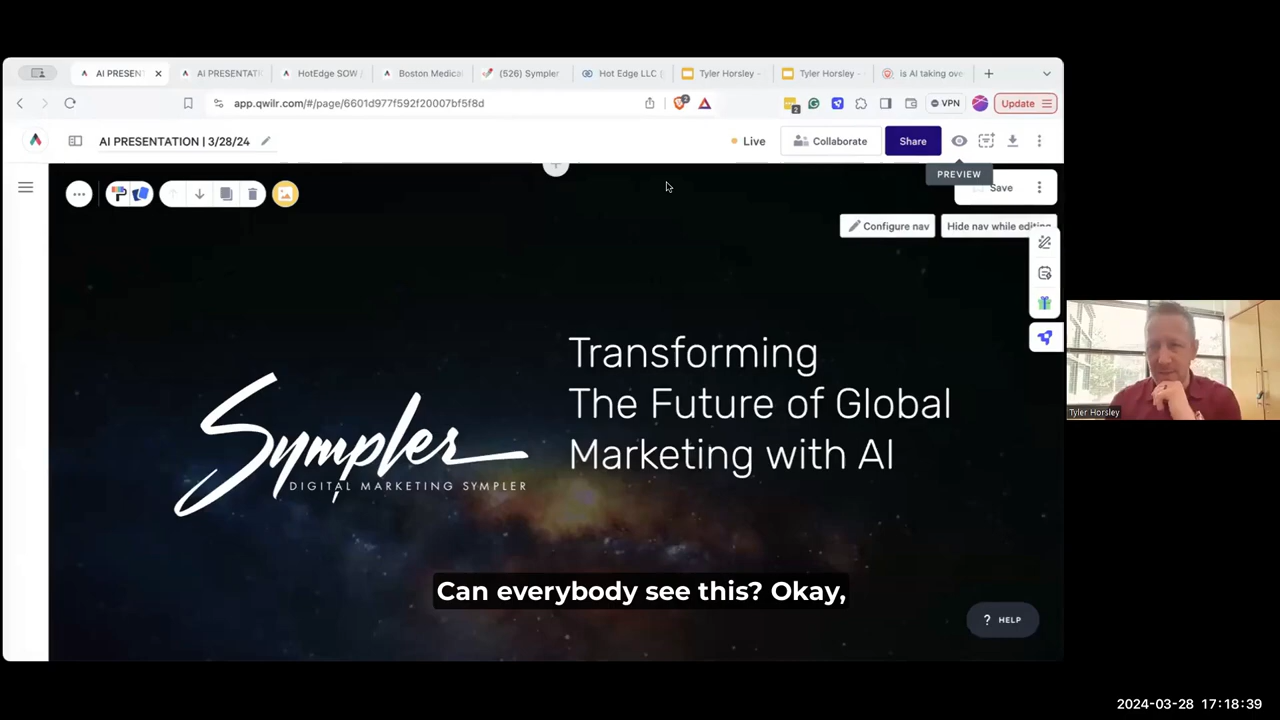 AI PRESEN
AI PRESENTATI
HotEdge SOW
Boston Medica
(526) Sympler
Hot Edge LLC
Tyler Horsley -
Tyler Horsley -
is AI taking ove
app.qwilr.com/#/page/6601d977f592f20007bf5f8d
2
2
VPN
Update
AI PRESENTATION | 3/28/24
Live
Collaborate
Share
PREVIEW
Save
Configure nav
Hide nav while editing
Transforming
The Future of Global
Marketing with AI
Sympler
DIGITAL MARKETING SYMPLER
Tyler Horsley
Can everybody see this? Okay,
? HELP
2024-03-28 17:18:39